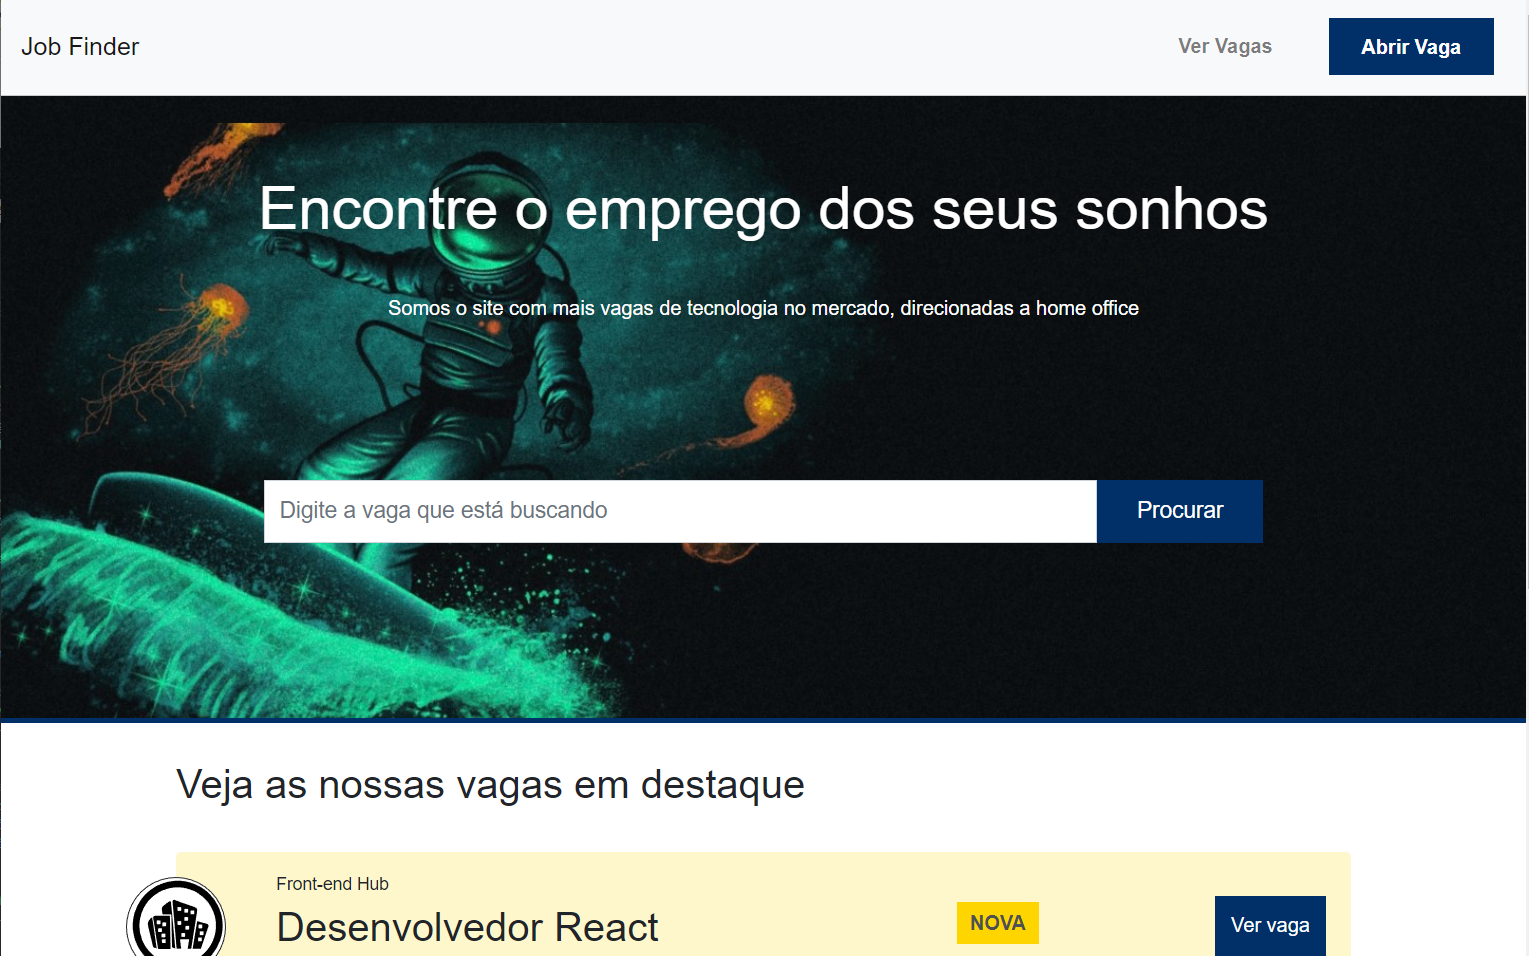 Job Finder
Ver Vagas
Abrir Vaga
Encontre o emprego dos seus sonhos
Somos o site com mais vagas de tecnologia no mercado, direcionadas a home office
Digite a vaga que está buscando
Procurar
Veja as nossas vagas em destaque
Front-end Hub
Desenvolvedor React
NOVA
Ver vaga